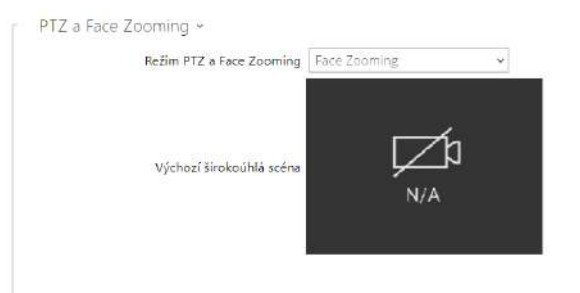 PTZ a Face Zooming
Režim PTZ a Face Zooming Face Zooming
Výchozí širokoúhlá scéna
N/A